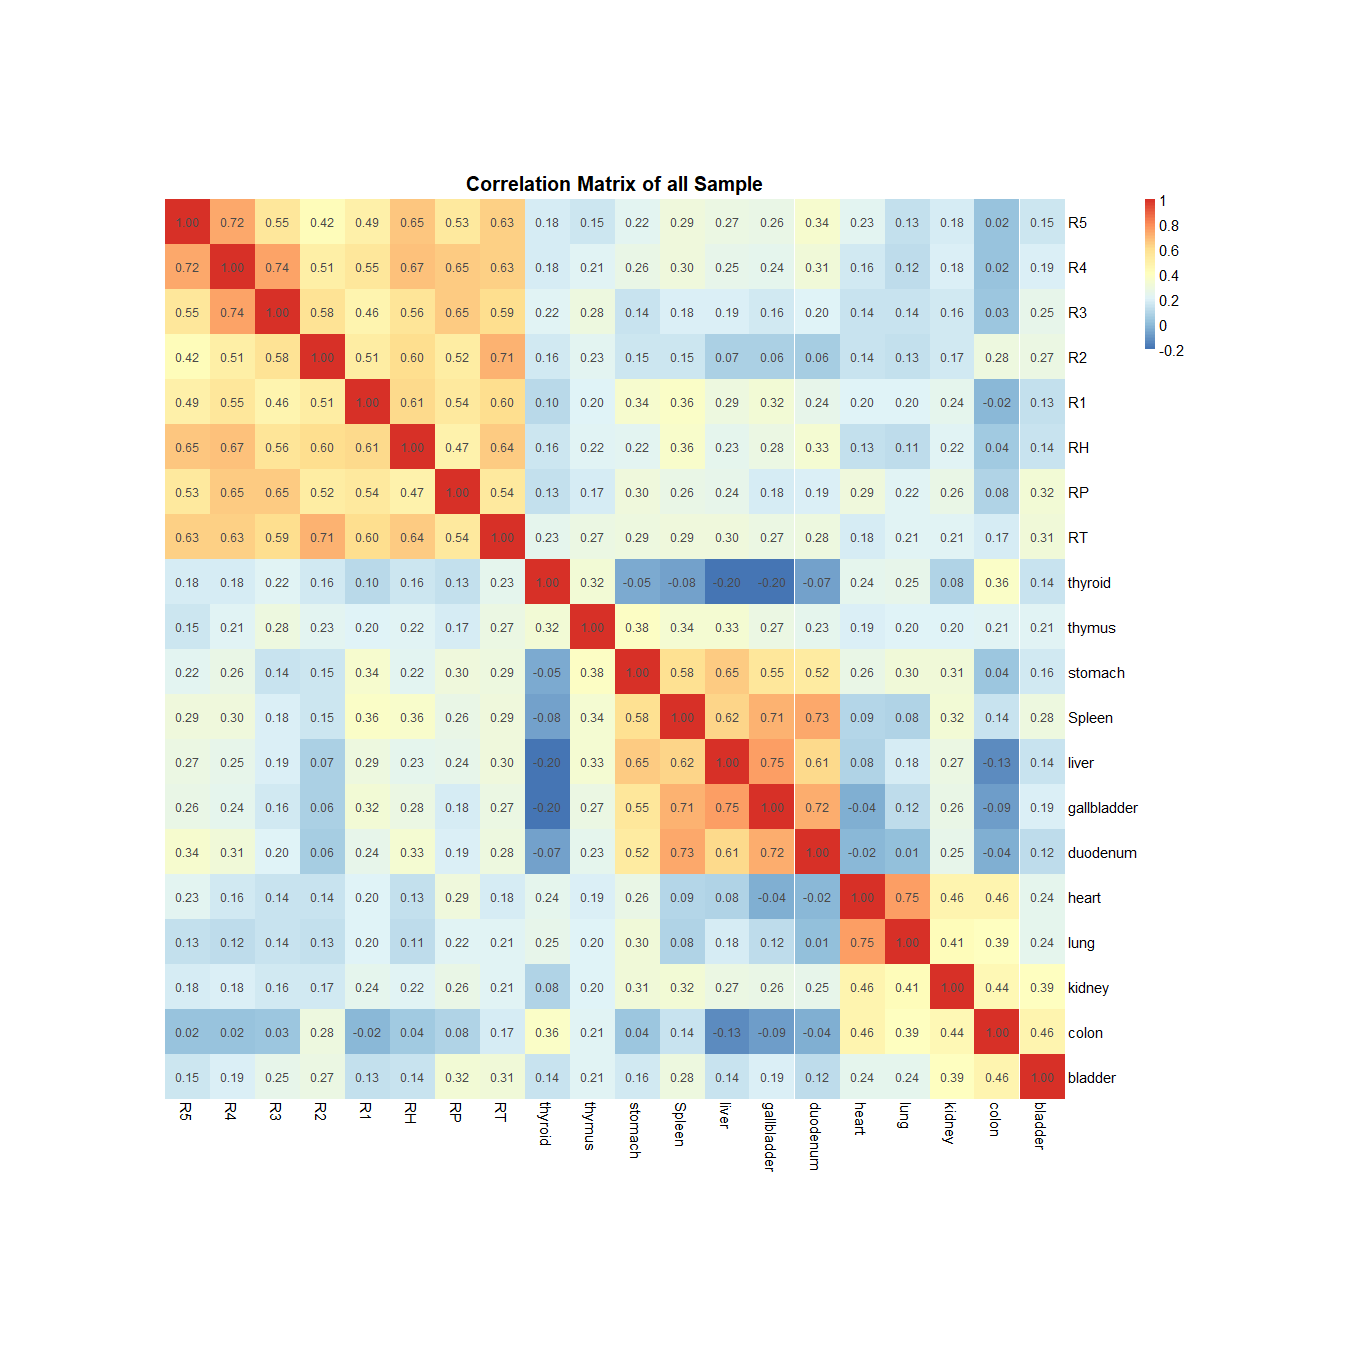 Correlation Matrix of all Sample
1.00 0.72 0.55 0.42 0.49 0.65 0.53 0.63 0.18 0.15 0.22 0.29 0.27 0.26 0.34 0.23 0.13 0.18 0.02 0.15 R5
0.72 1.00 0.74 0.51 0.55 0.67 0.65 0.63 0.18 0.21 0.26 0.30 0.25 0.24 0.31 0.16 0.12 0.18 0.02 0.19 R4
0.55 0.74 1.00 0.58 0.46 0.56 0.65 0.59 0.22 0.28 0.14 0.18 0.19 0.16 0.20 0.14 0.14 0.16 0.03 0.25 R3
0.42 0.51 0.58 1.00 0.51 0.60 0.52 0.71 0.16 0.23 0.15 0.15 0.07 0.06 0.06 0.14 0.13 0.17 0.28 0.27 R2
0.49 0.55 0.46 0.51 1.00 0.61 0.54 0.60 0.10 0.20 0.34 0.36 0.29 0.32 0.24 0.20 0.20 0.24 -0.02 0.13 R1
0.65 0.67 0.56 0.60 0.61 1.00 0.47 0.64 0.16 0.22 0.22 0.36 0.23 0.28 0.33 0.13 0.11 0.22 0.04 0.14 RH
0.53 0.65 0.65 0.52 0.54 0.47 1.00 0.54 0.13 0.17 0.30 0.26 0.24 0.18 0.19 0.29 0.22 0.26 0.08 0.32 RP
0.63 0.63 0.59 0.71 0.60 0.64 0.54 1.00 0.23 0.27 0.29 0.29 0.30 0.27 0.28 0.18 0.21 0.21 0.17 0.31 RT
0.18 0.18 0.22 0.16 0.10 0.16 0.13 0.23 1.00 0.32 -0.05 -0.08 -0.20 -0.20 -0.07 0.24 0.25 0.08 0.36 0.14 thyroid
0.15 0.21 0.28 0.23 0.20 0.22 0.17 0.27 0.32 1.00 0.38 0.34 0.33 0.27 0.23 0.19 0.20 0.20 0.21 0.21 thymus
0.22 0.26 0.14 0.15 0.34 0.22 0.30 0.29 -0.05 0.38 1.00 0.58 0.65 0.55 0.52 0.26 0.30 0.31 0.04 0.16 stomach
0.29 0.30 0.18 0.15 0.36 0.36 0.26 0.29 -0.08 0.34 0.58 1.00 0.62 0.71 0.73 0.09 0.08 0.32 0.14 0.28 Spleen
0.27 0.25 0.19 0.07 0.29 0.23 0.24 0.30 -0.20 0.33 0.65 0.62 1.00 0.75 0.61 0.08 0.18 0.27 -0.13 0.14 liver
0.26 0.24 0.16 0.06 0.32 0.28 0.18 0.27 -0.20 0.27 0.55 0.71 0.75 1.00 0.72 -0.04 0.12 0.26 -0.09 0.19 gallbladder
0.34 0.31 0.20 0.06 0.24 0.33 0.19 0.28 -0.07 0.23 0.52 0.73 0.61 0.72 1.00 -0.02 0.01 0.25 -0.04 0.12 duodenum
0.23 0.16 0.14 0.14 0.20 0.13 0.29 0.18 0.24 0.19 0.26 0.09 0.08 -0.04 -0.02 1.00 0.75 0.46 0.46 0.24 heart
0.13 0.12 0.14 0.13 0.20 0.11 0.22 0.21 0.25 0.20 0.30 0.08 0.18 0.12 0.01 0.75 1.00 0.41 0.39 0.24 lung
0.18 0.18 0.16 0.17 0.24 0.22 0.26 0.21 0.08 0.20 0.31 0.32 0.27 0.26 0.25 0.46 0.41 1.00 0.44 0.39 kidney
0.02 0.02 0.03 0.28 -0.02 0.04 0.08 0.17 0.36 0.21 0.04 0.14 -0.13 -0.09 -0.04 0.46 0.39 0.44 1.00 0.46 colon
0.15 0.19 0.25 0.27 0.13 0.14 0.32 0.31 0.14 0.21 0.16 0.28 0.14 0.19 0.12 0.24 0.24 0.39 0.46 1.00 bladder
R5 R4 R3 R2 R1 RH RP RT thyroid thymus stomach Spleen liver gallbladder duodenum heart lung kidney colon bladder
1
0.8
0.6
0.4
0.2
0
-0.2